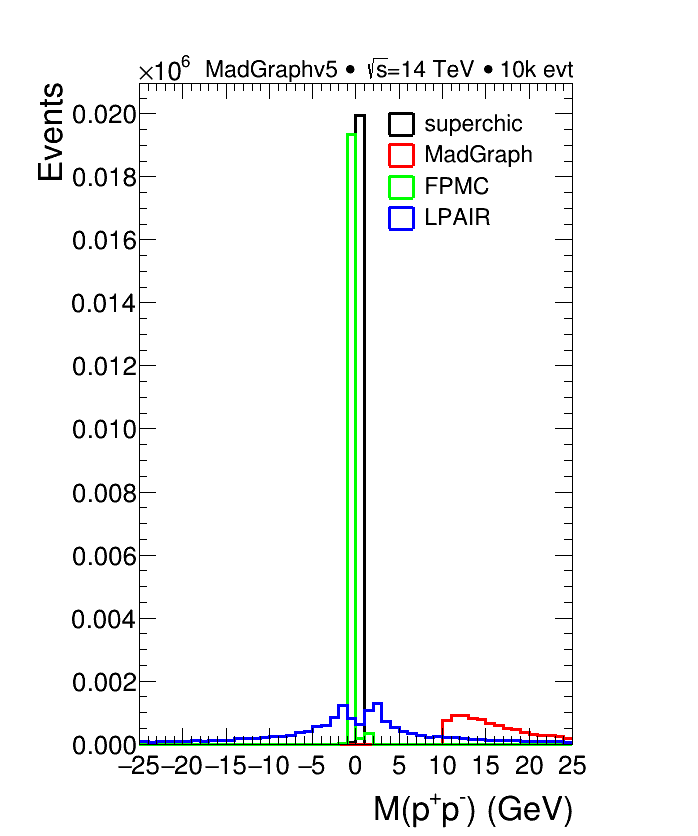 ×10⁶ MadGraphv5 • √s=14 TeV • 10k evt
Events
superchic
MadGraph
FPMC
LPAIR
0.020
0.018
0.016
0.014
0.012
0.010
0.008
0.006
0.004
0.002
0.000
−25 −20 −15 −10 −5 0 5 10 15 20 25
M(p⁺p⁻) (GeV)